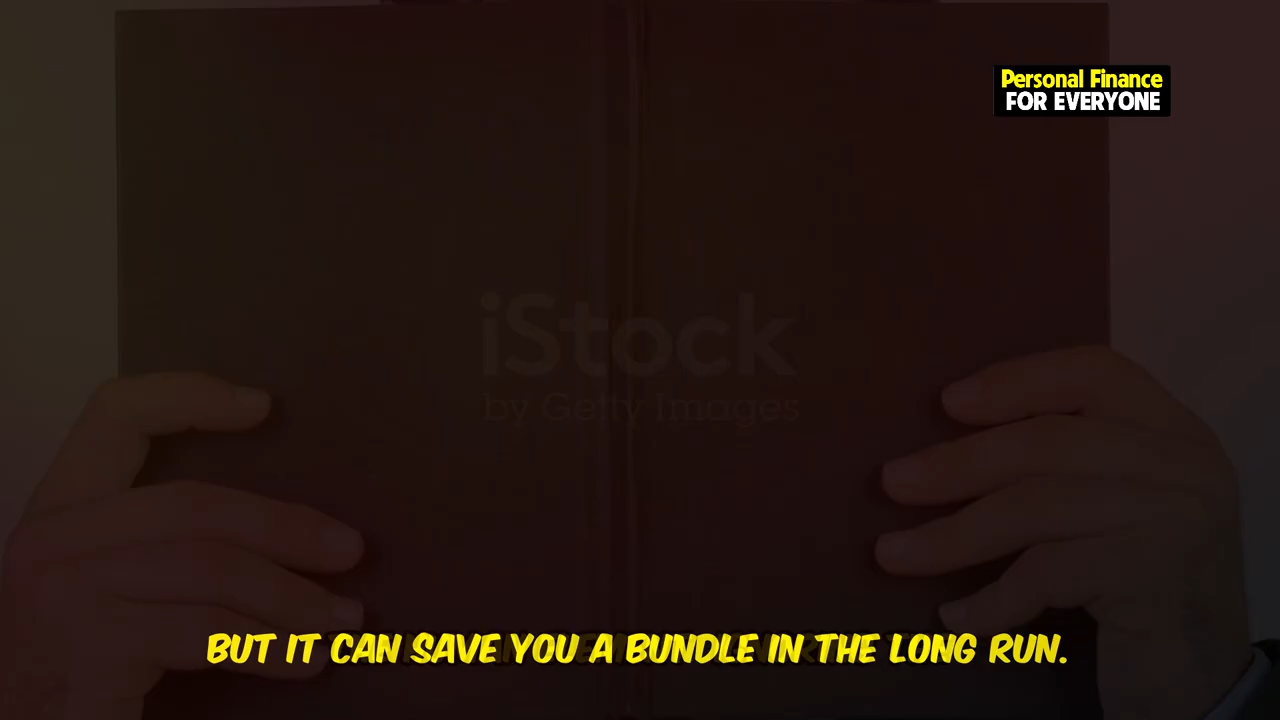 Personal Finance
FOR EVERYONE
iStock
by Getty Images
BUT IT CAN SAVE YOU A BUNDLE IN THE LONG RUN.